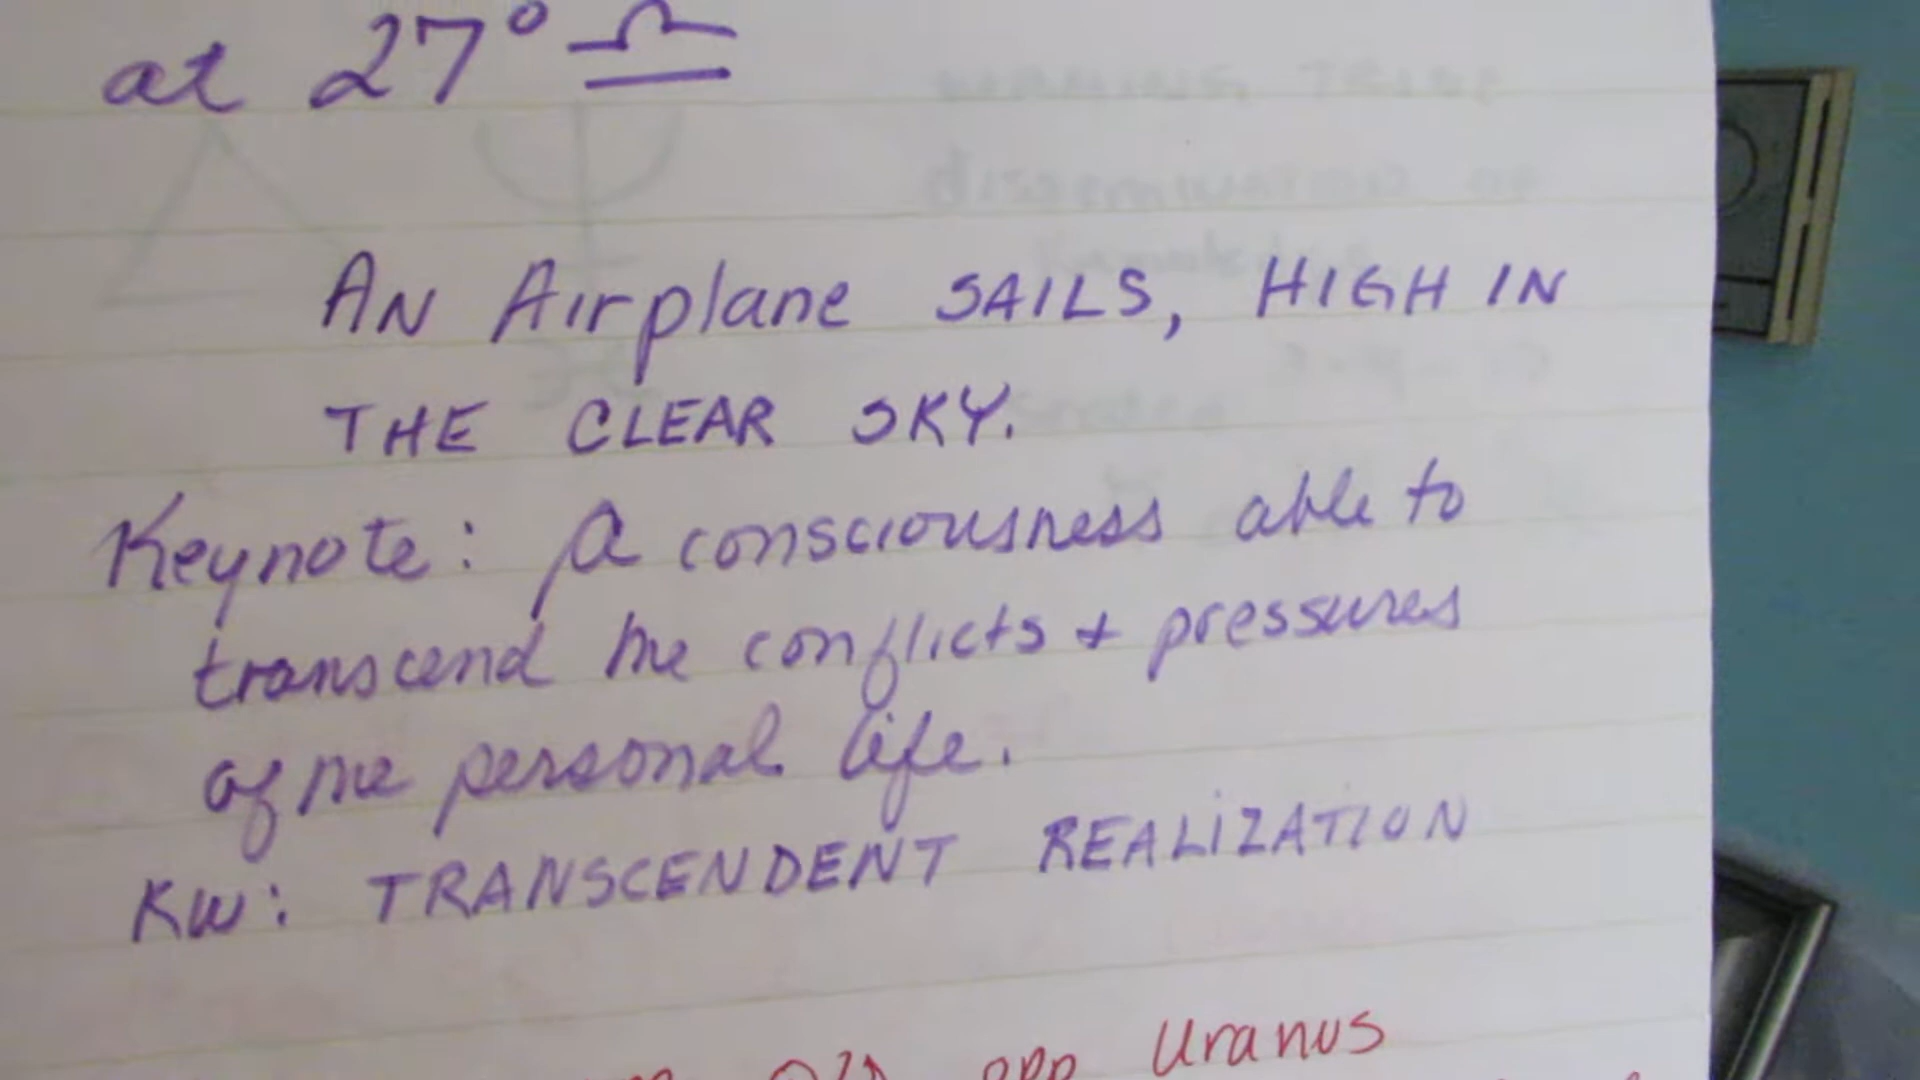 at 27° ♎
AN Airplane SAILS, HIGH IN
THE CLEAR SKY.
Keynote: A consciousness able to
transcend the conflicts + pressures
of the personal life.
KW: TRANSCENDENT REALIZATION
opp Uranus